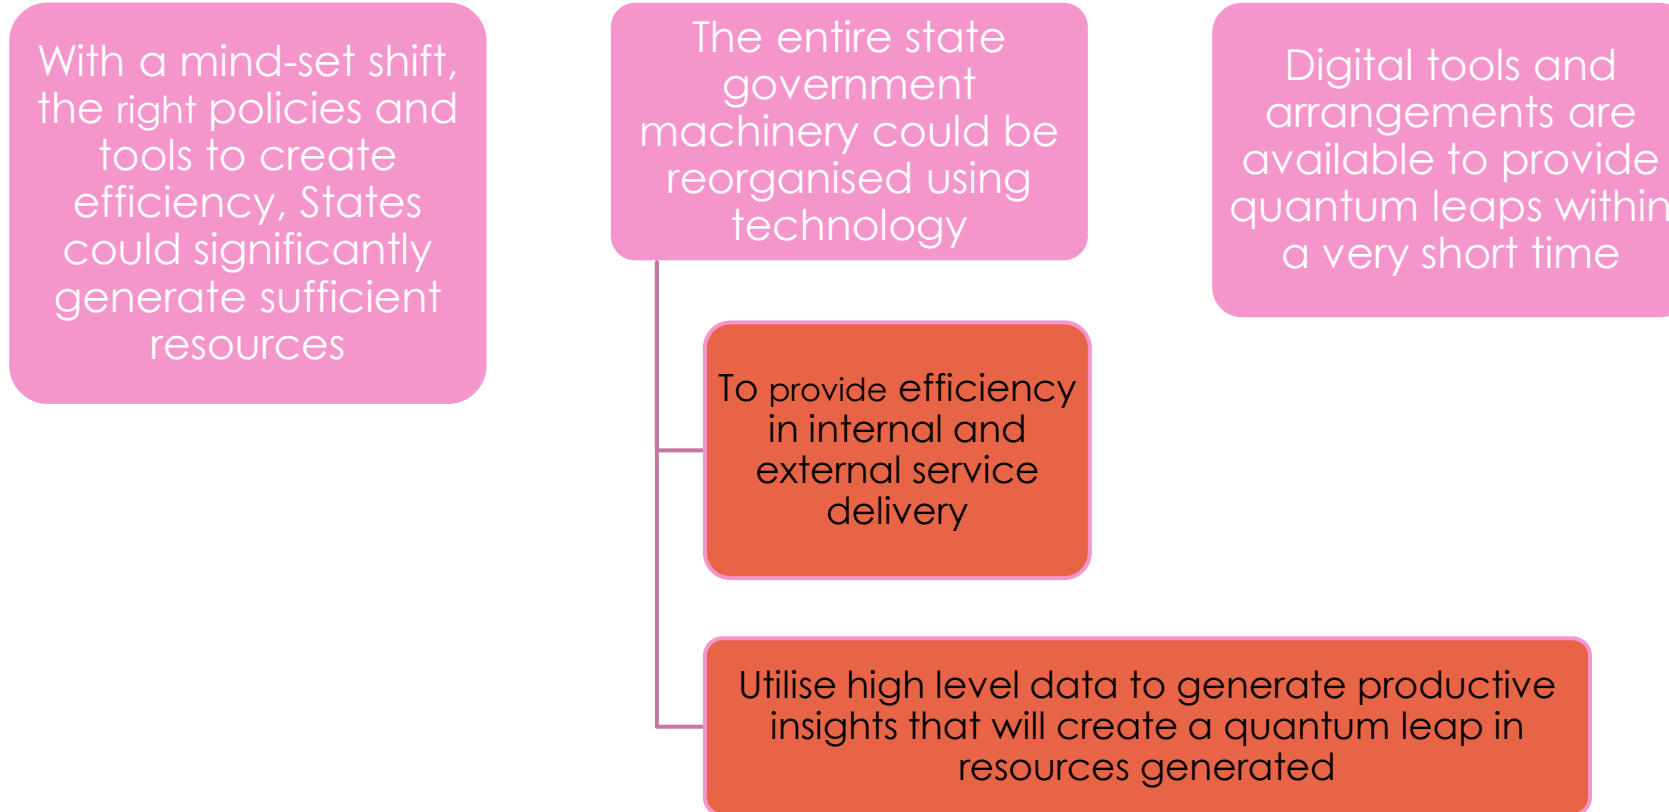 With a mind-set shift,
the right policies and
tools to create
efficiency, States
could significantly
generate sufficient
resources
The entire state
government
machinery could be
reorganised using
technology
To provide efficiency
in internal and
external service
delivery
Utilise high level data to generate productive
insights that will create a quantum leap in
resources generated
Digital tools and
arrangements are
available to provide
quantum leaps within
a very short time